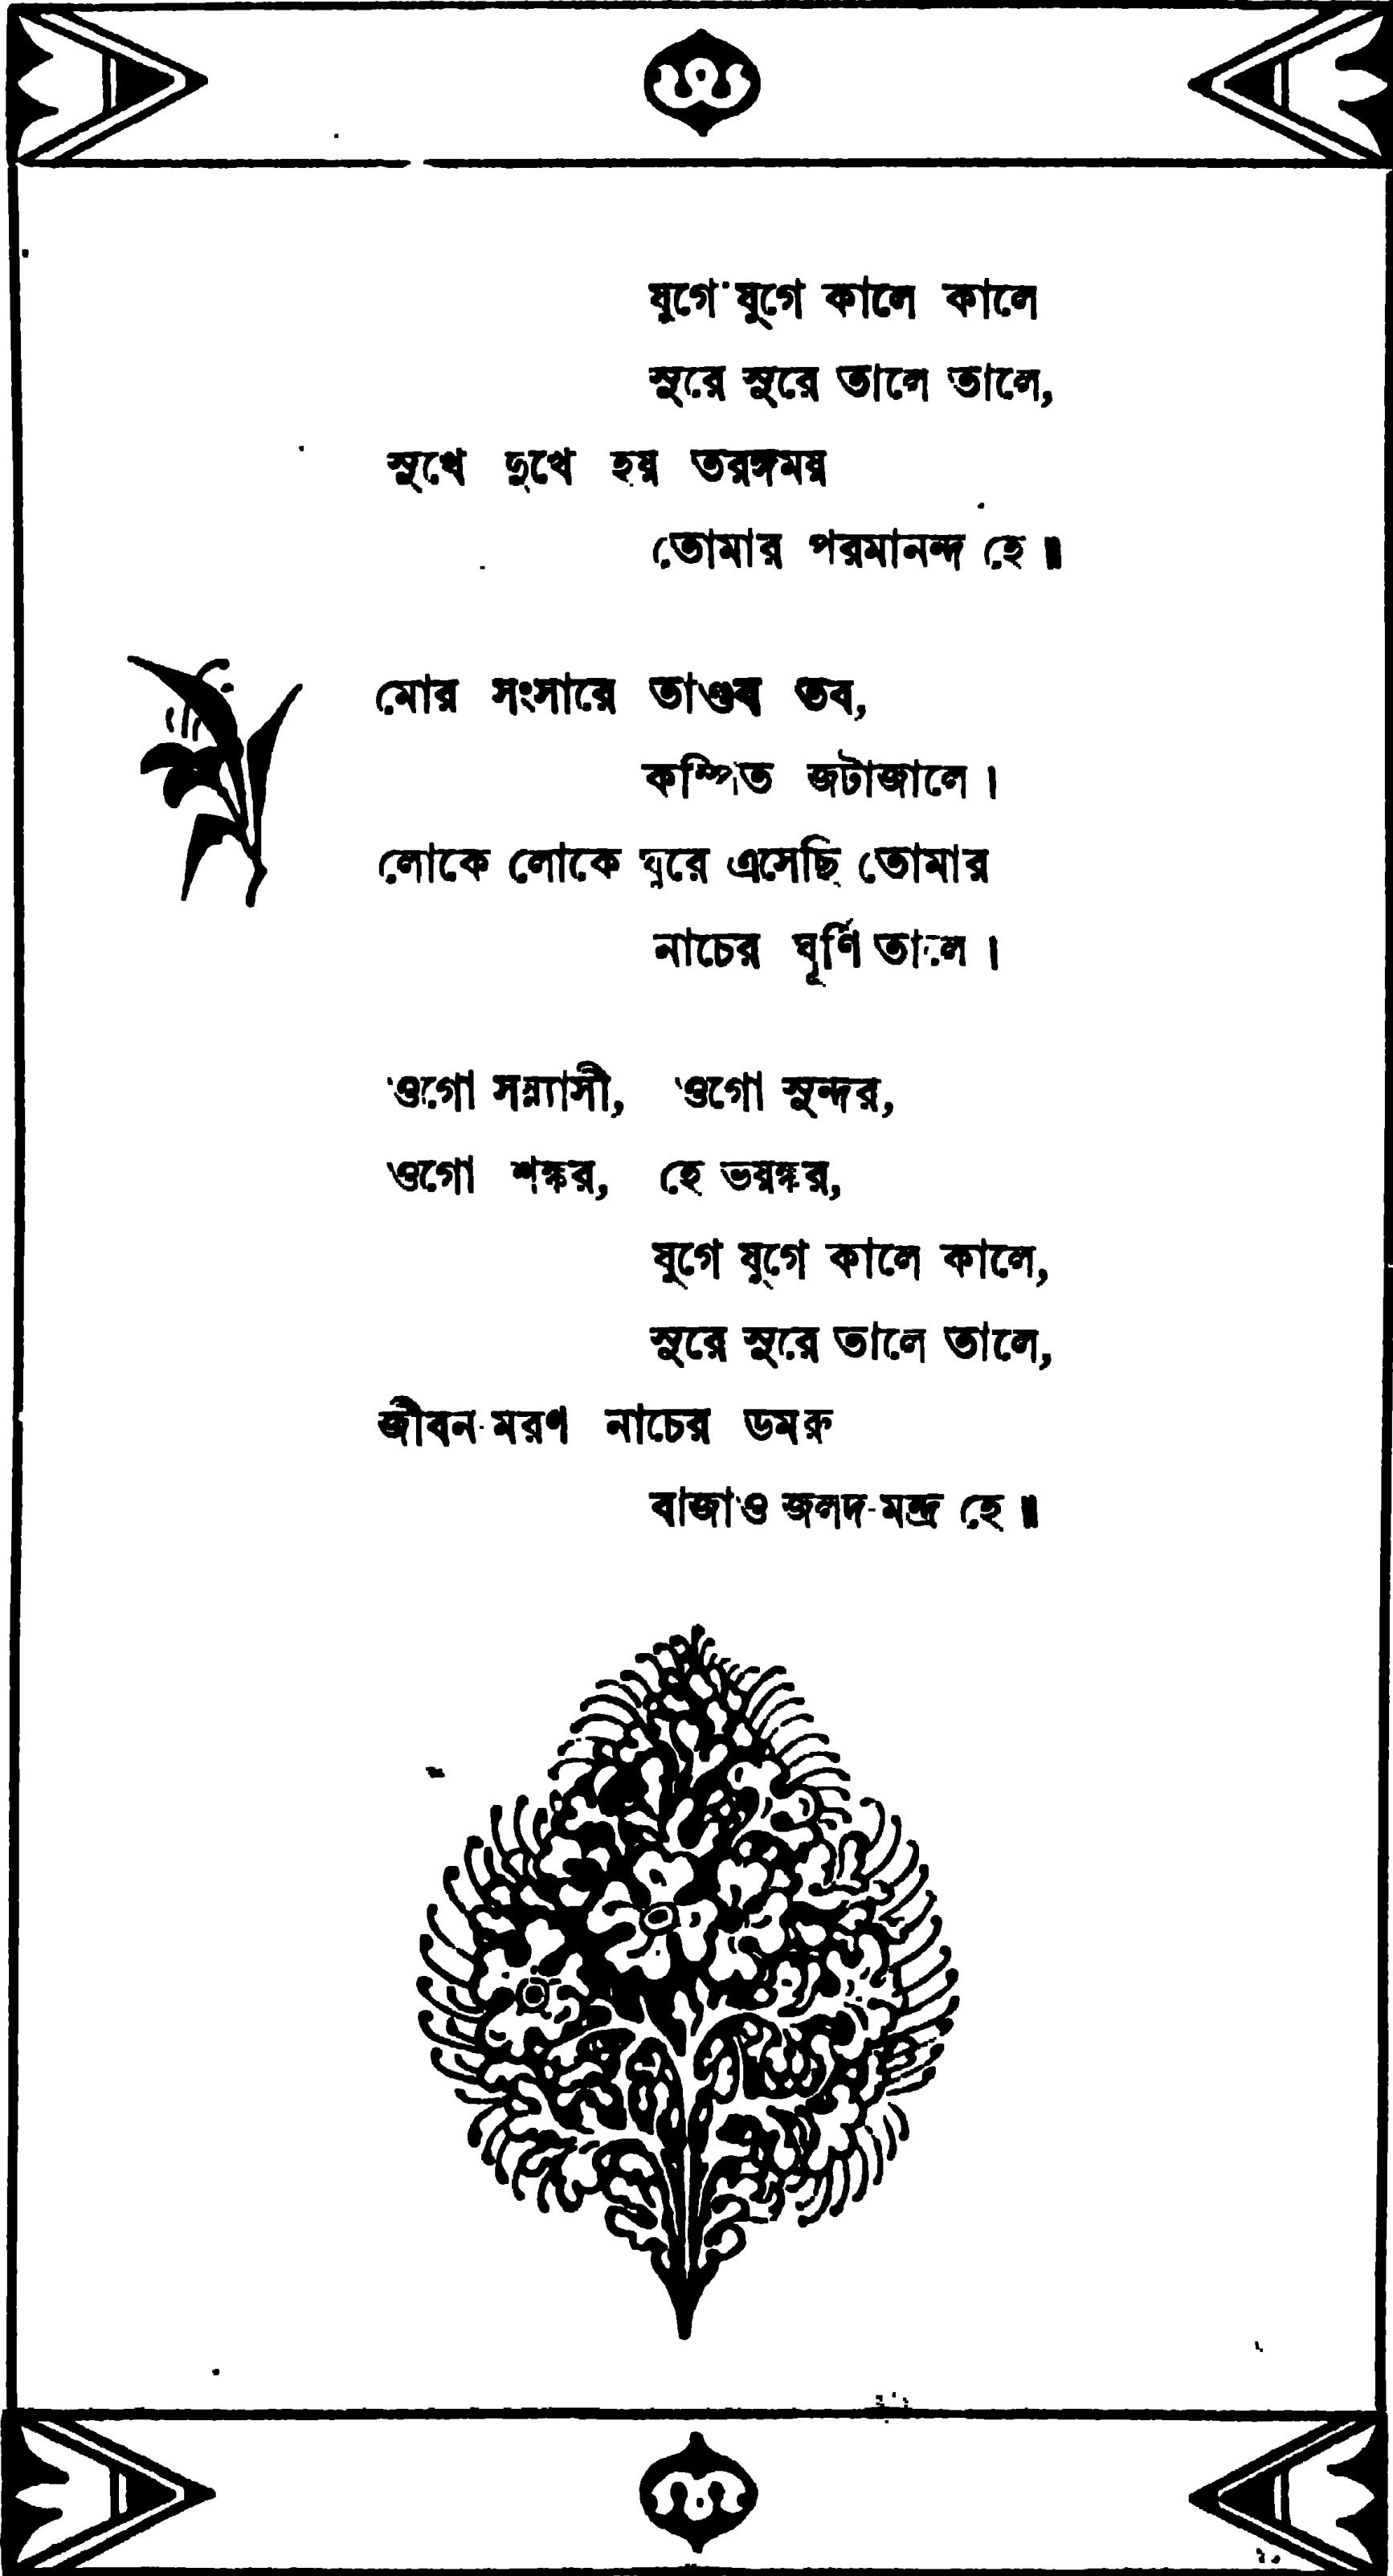 যুগে যুগে কালে কালে
সুরে সুরে তালে তালে,
সুখে দুখে হয় তরঙ্গময়
তোমার পরমানন্দ হে॥
মোর সংসারে তাণ্ডব তব,
কম্পিত জটাজালে।
লোকে লোকে ঘুরে এসেছি তোমার
নাচের ঘূর্ণি তালে।
ওগো সন্ন্যাসী, ওগো সুন্দর,
ওগো শঙ্কর, হে ভয়ঙ্কর,
যুগে যুগে কালে কালে,
সুরে সুরে তালে তালে,
জীবন-মরণ নাচের ডমরু
বাজাও জলদ-মন্দ্র হে॥